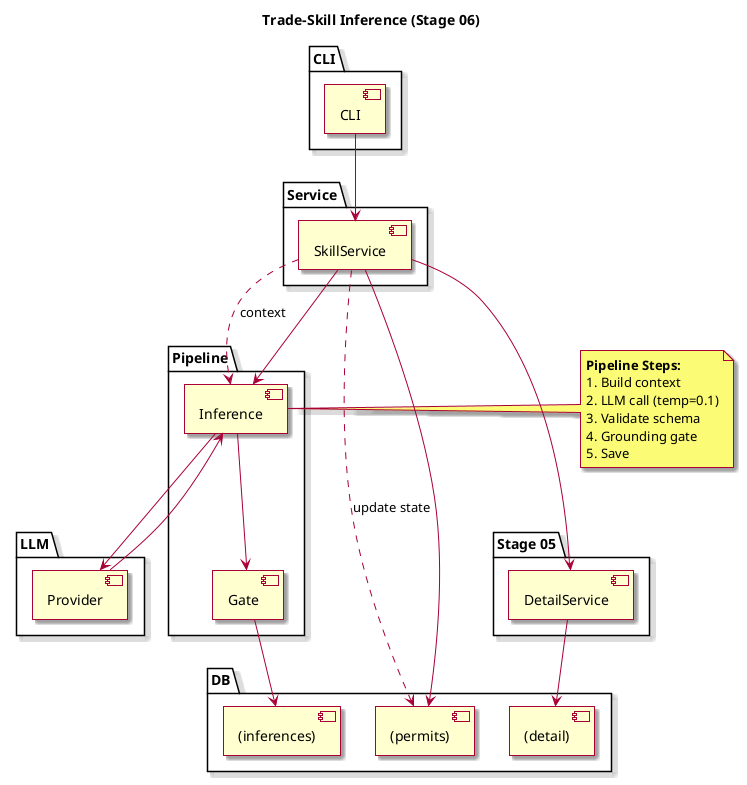 Trade-Skill Inference (Stage 06)
CLI
CLI
Service
SkillService
context
Pipeline
Inference
Pipeline Steps:
1. Build context
2. LLM call (temp=0.1)
3. Validate schema
4. Grounding gate
5. Save
update state
LLM
Provider
Gate
Stage 05
DetailService
DB
(inferences)
(permits)
(detail)